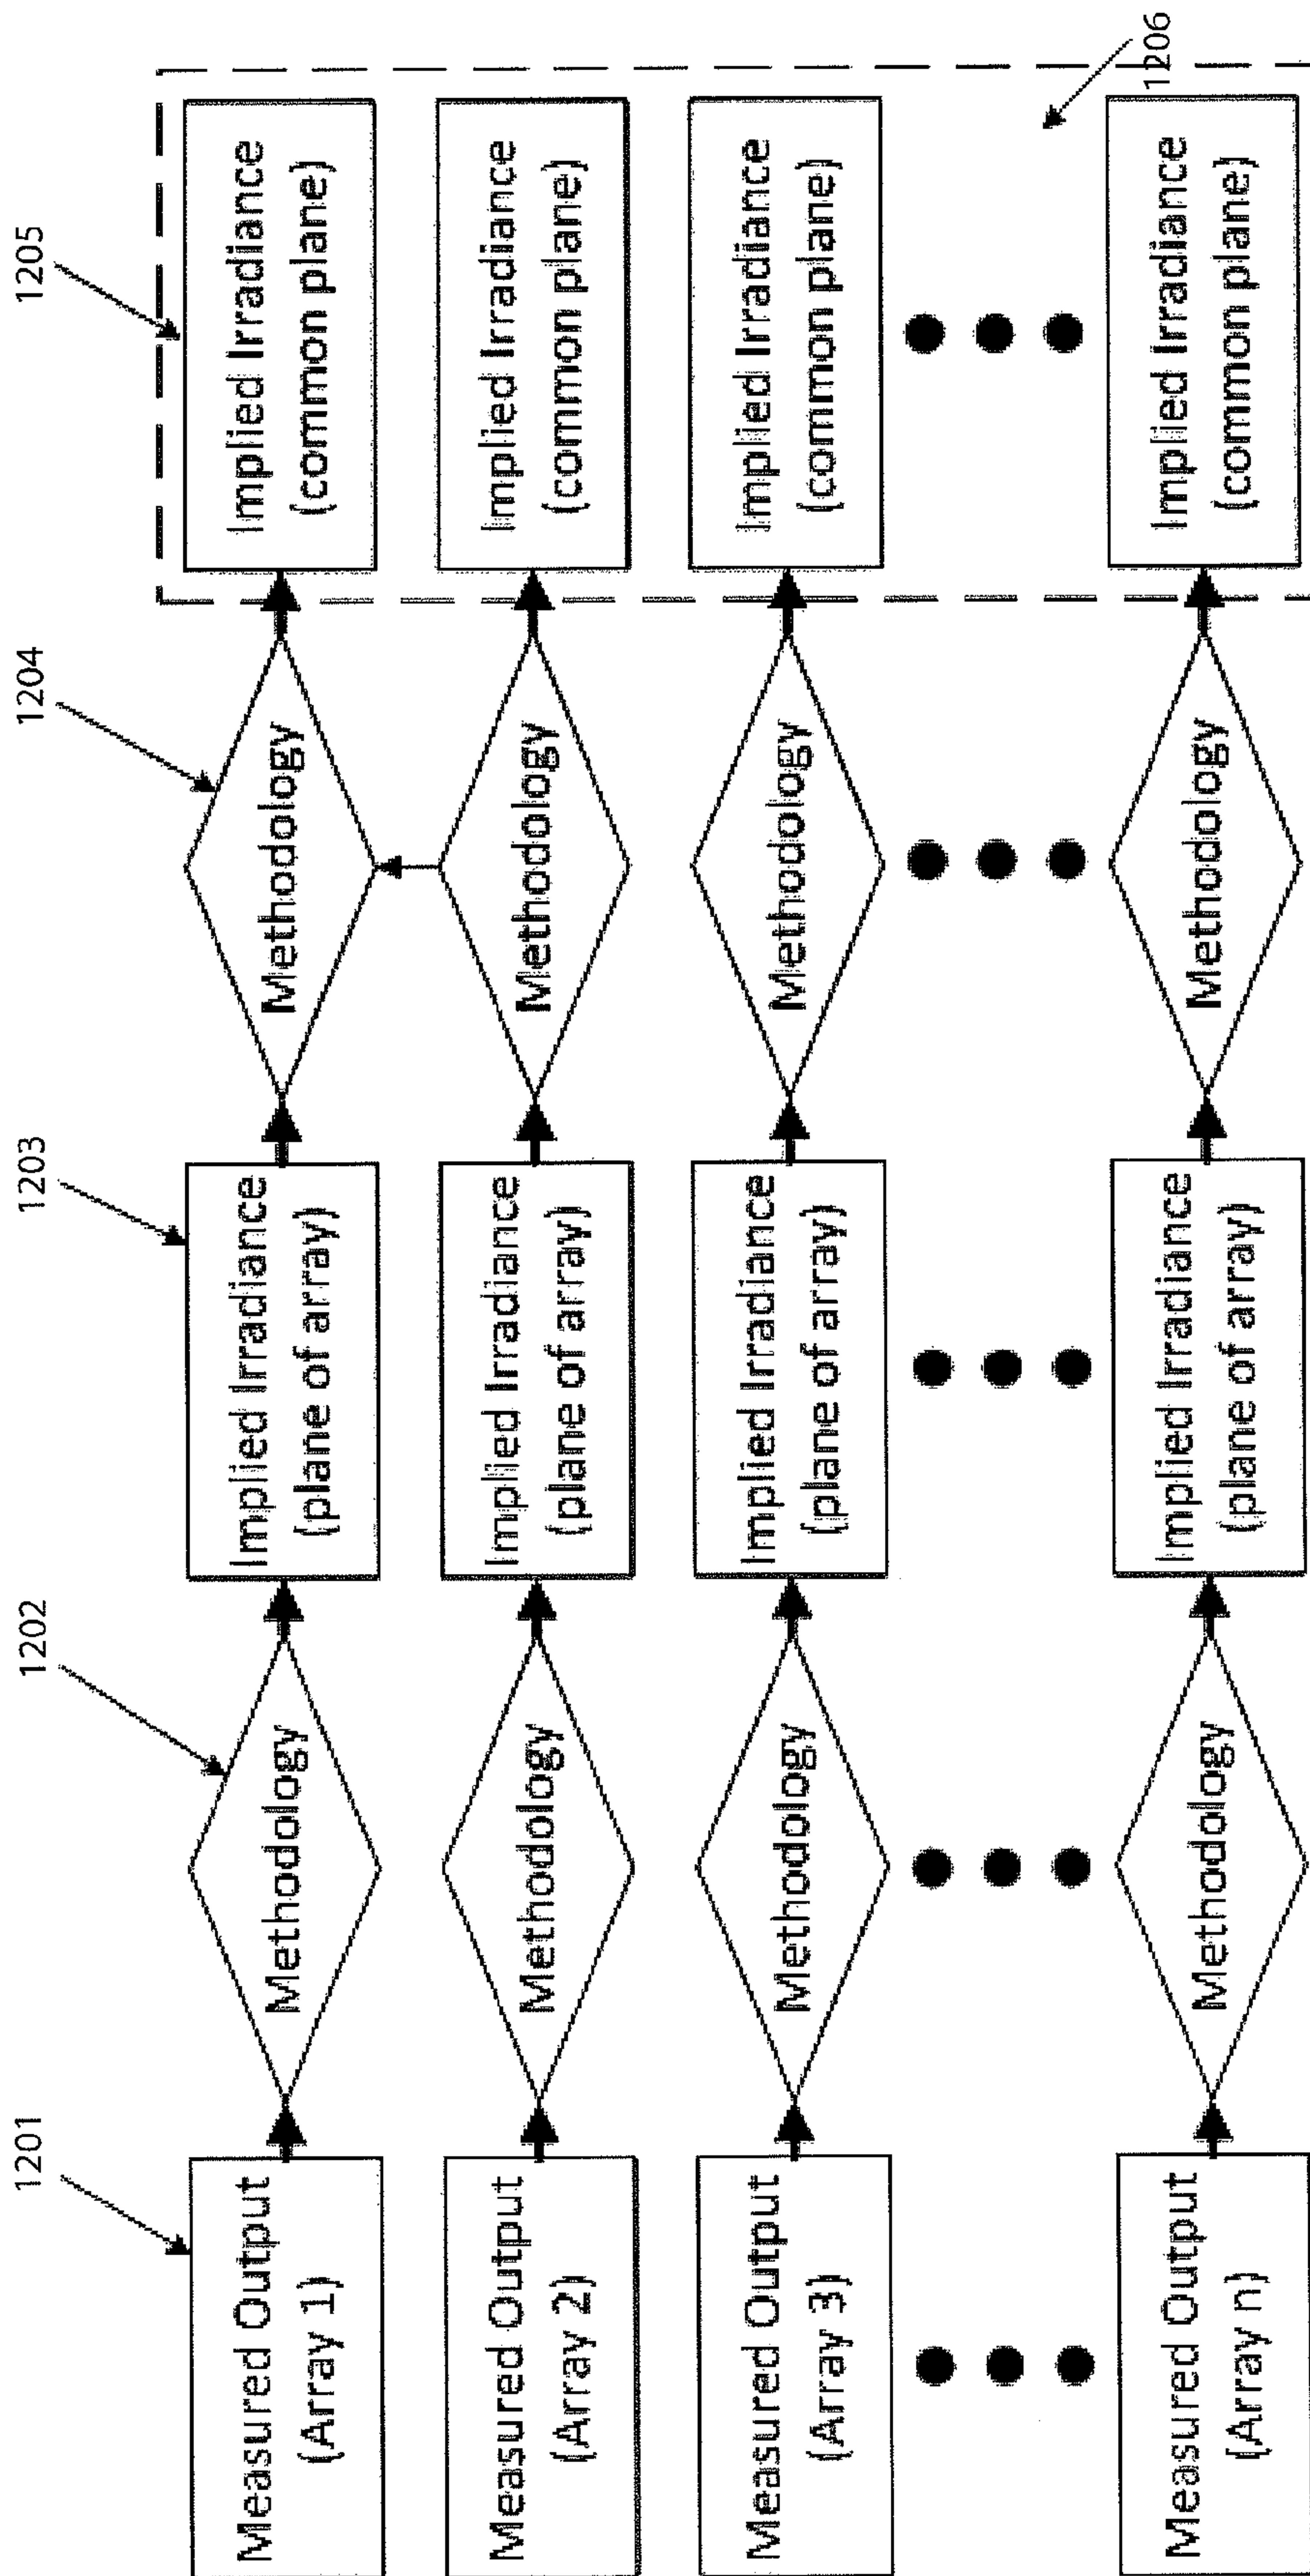 1201
1202
1203
1204
1205
Measured Output
(Array 1)
Methodology
Implied Irradiance
(plane of array)
Methodology
Implied Irradiance
(common plane)
Measured Output
(Array 2)
Methodology
Implied Irradiance
(plane of array)
Methodology
Implied Irradiance
(common plane)
Measured Output
(Array 3)
Methodology
Implied Irradiance
(plane of array)
Methodology
Implied Irradiance
(common plane)
Measured Output
(Array n)
Methodology
Implied Irradiance
(plane of array)
Methodology
Implied Irradiance
(common plane)
1206